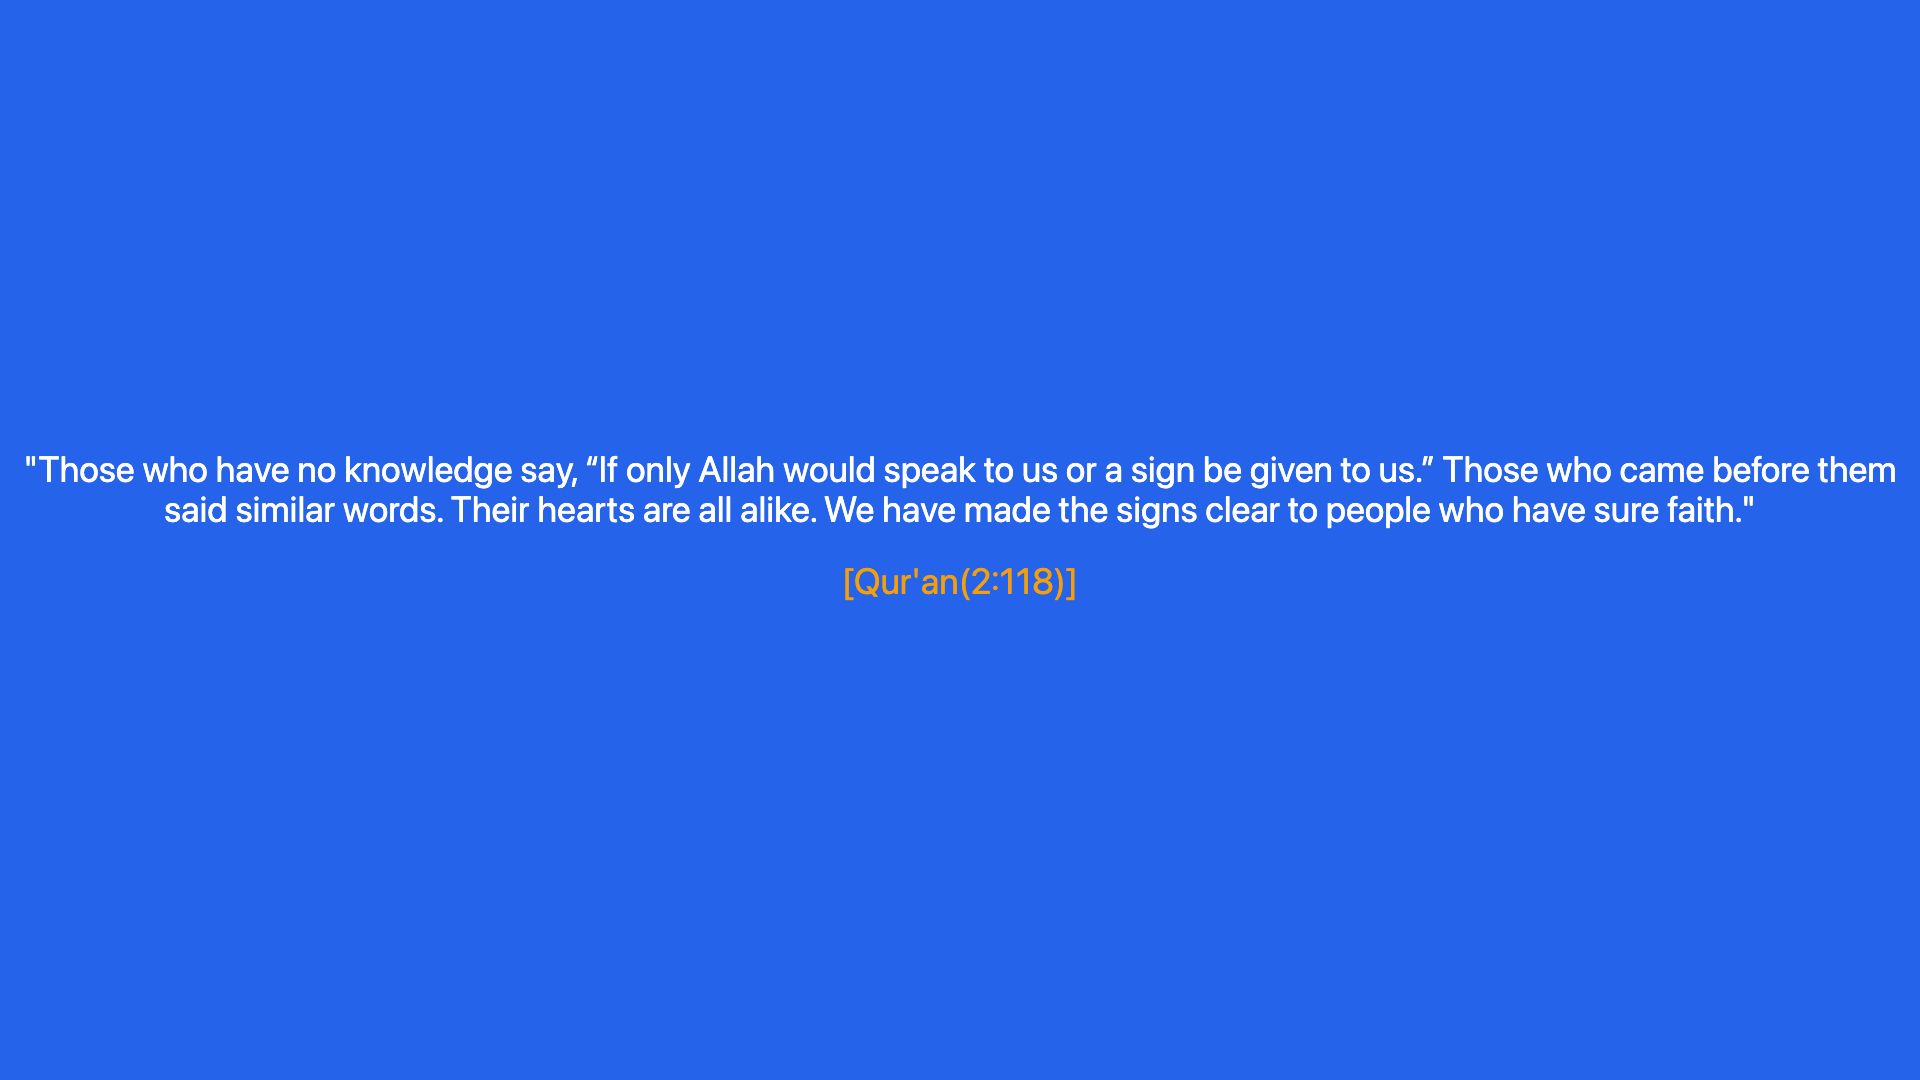 "Those who have no knowledge say, “If only Allah would speak to us or a sign be given to us.” Those who came before them
said similar words. Their hearts are all alike. We have made the signs clear to people who have sure faith."
[Qur'an(2:118)]